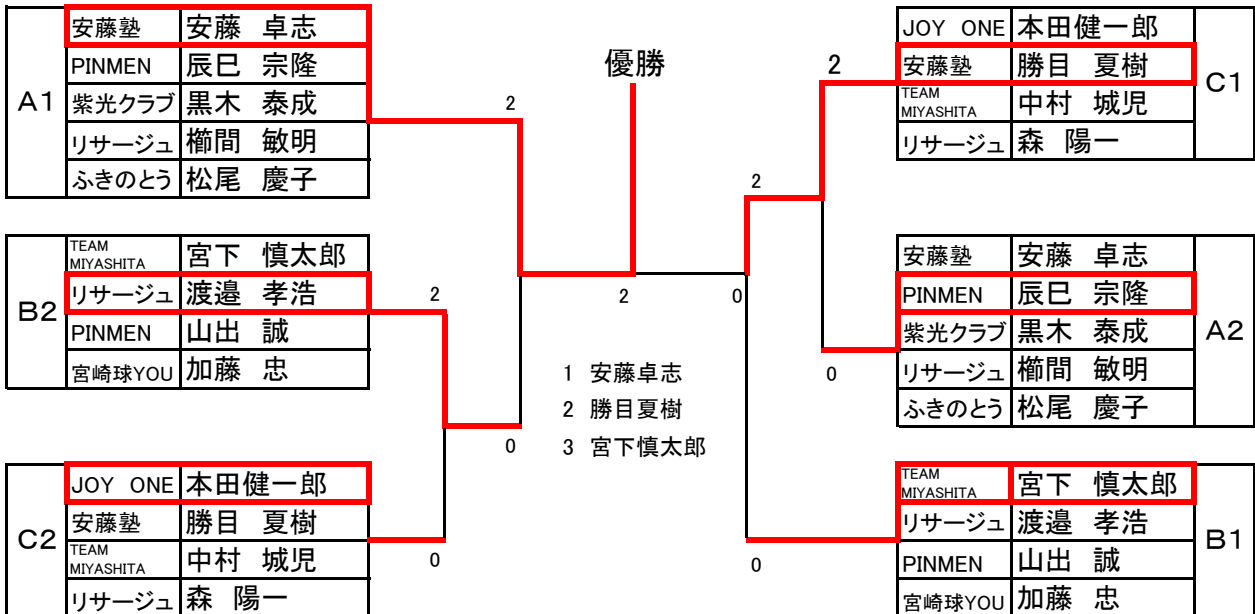 A1
安藤塾 安藤 卓志
PINMEN 辰巳 宗隆
紫光クラブ 黒木 泰成
リサージュ 櫛間 敏明
ふきのとう 松尾 慶子
2
B2
TEAM MIYASHITA 宮下 慎太郎
リサージュ 渡邉 孝浩
PINMEN 山出 誠
宮崎球YOU 加藤 忠
2
0
C2
JOY ONE 本田健一郎
安藤塾 勝目 夏樹
TEAM MIYASHITA 中村 城児
リサージュ 森 陽一
0
優勝
2 0
1 安藤卓志
2 勝目夏樹
3 宮下慎太郎
C1
JOY ONE 本田健一郎
安藤塾 勝目 夏樹
TEAM MIYASHITA 中村 城児
リサージュ 森 陽一
2
2
A2
安藤塾 安藤 卓志
PINMEN 辰巳 宗隆
紫光クラブ 黒木 泰成
リサージュ 櫛間 敏明
ふきのとう 松尾 慶子
0
B1
TEAM MIYASHITA 宮下 慎太郎
リサージュ 渡邉 孝浩
PINMEN 山出 誠
宮崎球YOU 加藤 忠
0